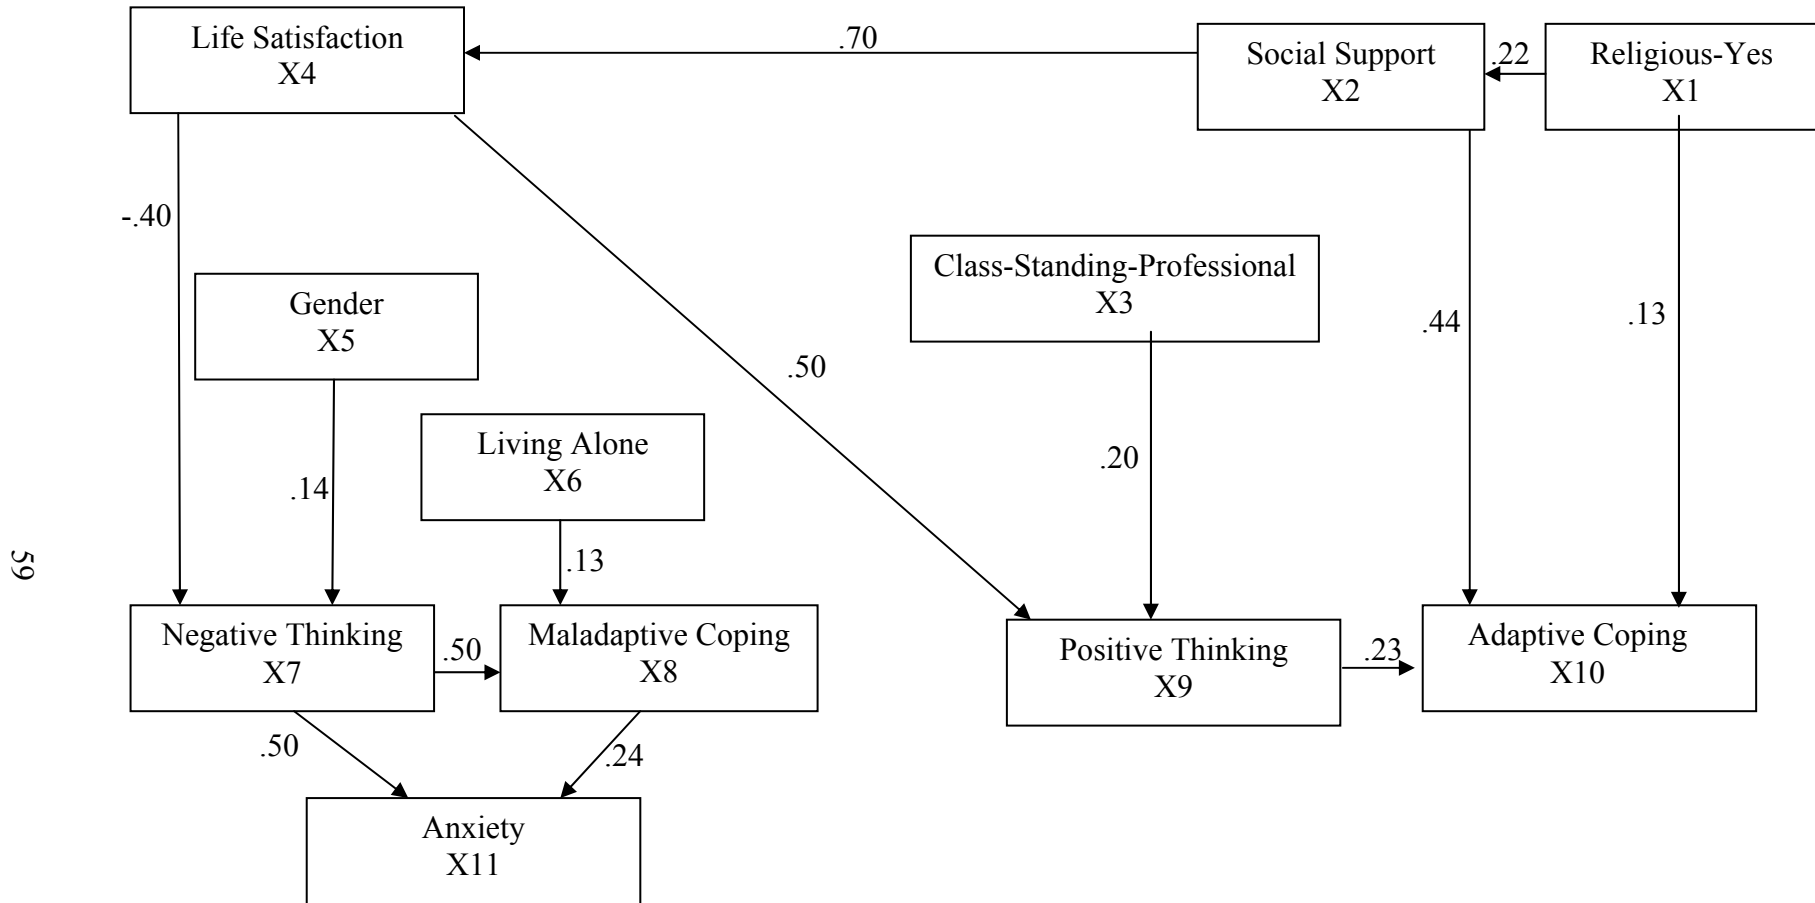 Life Satisfaction
X4
.70
Social Support
X2
.22
Religious-Yes
X1
-.40
Gender
X5
.14
Living Alone
X6
.13
.50
Class-Standing-Professional
X3
.20
.44
.13
59
Negative Thinking
X7
.50
Maladaptive Coping
X8
Positive Thinking
X9
.23
Adaptive Coping
X10
.50
.24
Anxiety
X11